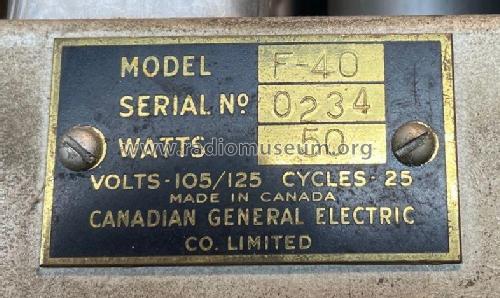 MODEL F-40
SERIAL Nº 0234
WATTS 50
www.radiomuseum.org
VOLTS-105/125 CYCLES-25
MADE IN CANADA
CANADIAN GENERAL ELECTRIC
CO. LIMITED